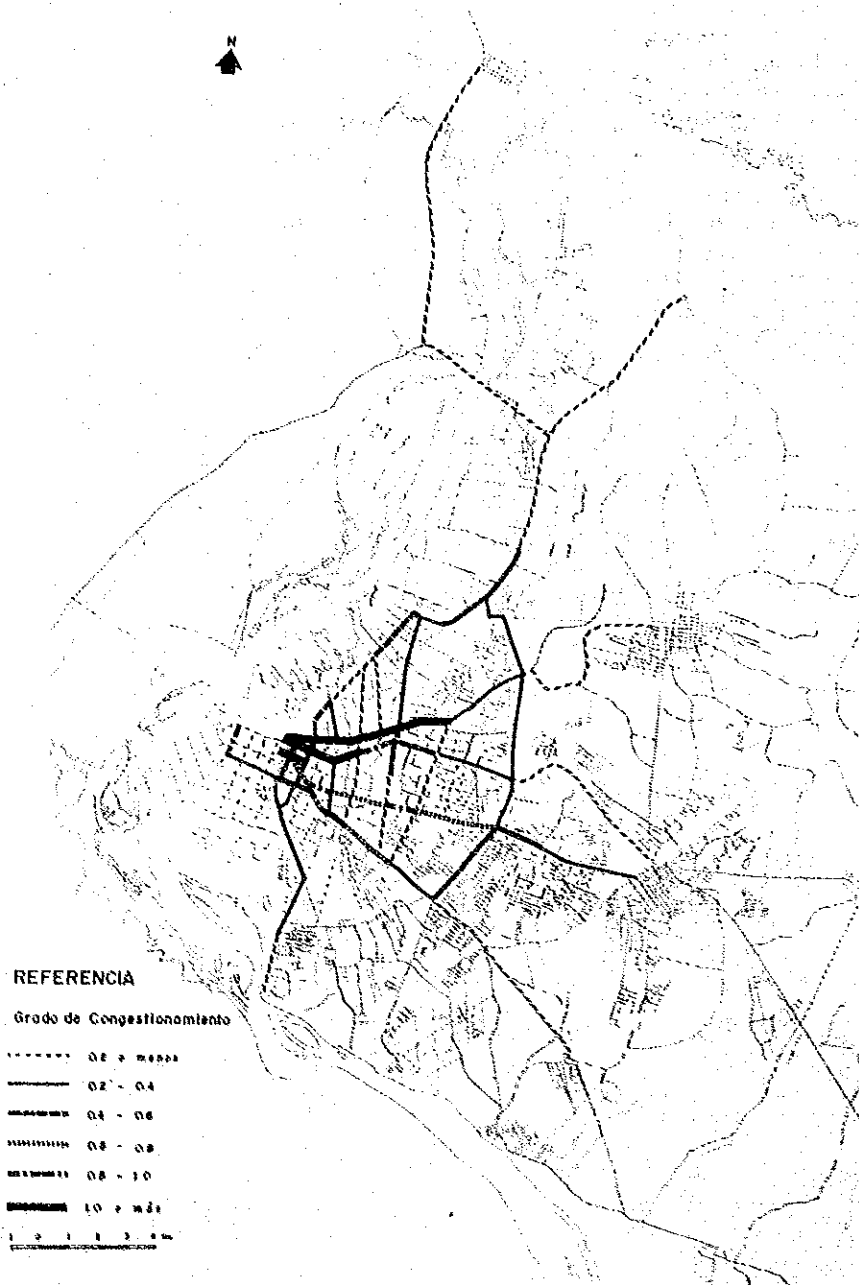 N
REFERENCIA
Grado de Congestionamiento
0.2 o menos
0.2 - 0.4
0.4 - 0.6
0.6 - 0.8
0.8 - 1.0
1.0 o más